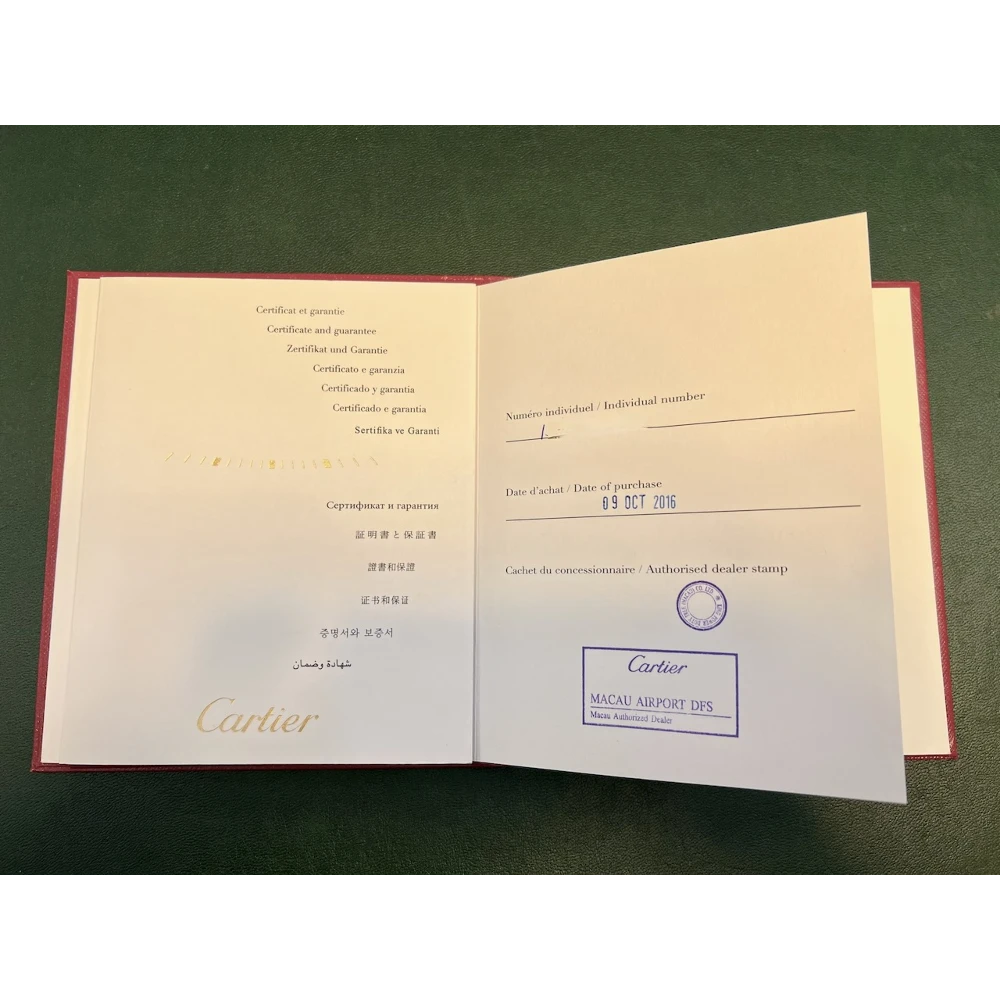 Certificat et garantie
Certificate and guarantee
Zertifikat und Garantie
Certificato e garanzia
Certificado y garantía
Certificado e garantia
Sertifika ve Garanti
Сертификат и гарантия
証明書と保証書
證書和保證
证书和保证
증명서와 보증서
شهادة وضمان
Cartier
Numéro individuel / Individual number
Date d'achat / Date of purchase
09 OCT 2016
Cachet du concessionnaire / Authorised dealer stamp
Cartier
MACAU AIRPORT DFS
Macau Authorized Dealer